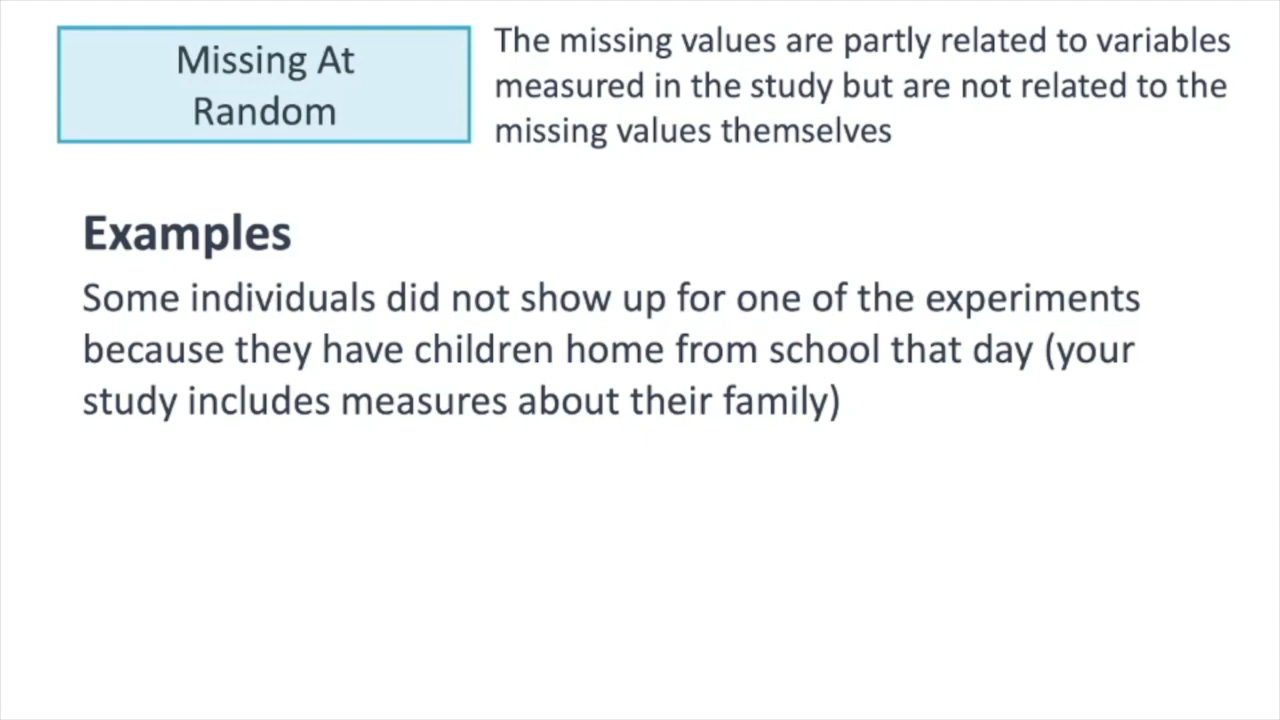 Missing At
Random
The missing values are partly related to variables
measured in the study but are not related to the
missing values themselves
Examples
Some individuals did not show up for one of the experiments
because they have children home from school that day (your
study includes measures about their family)